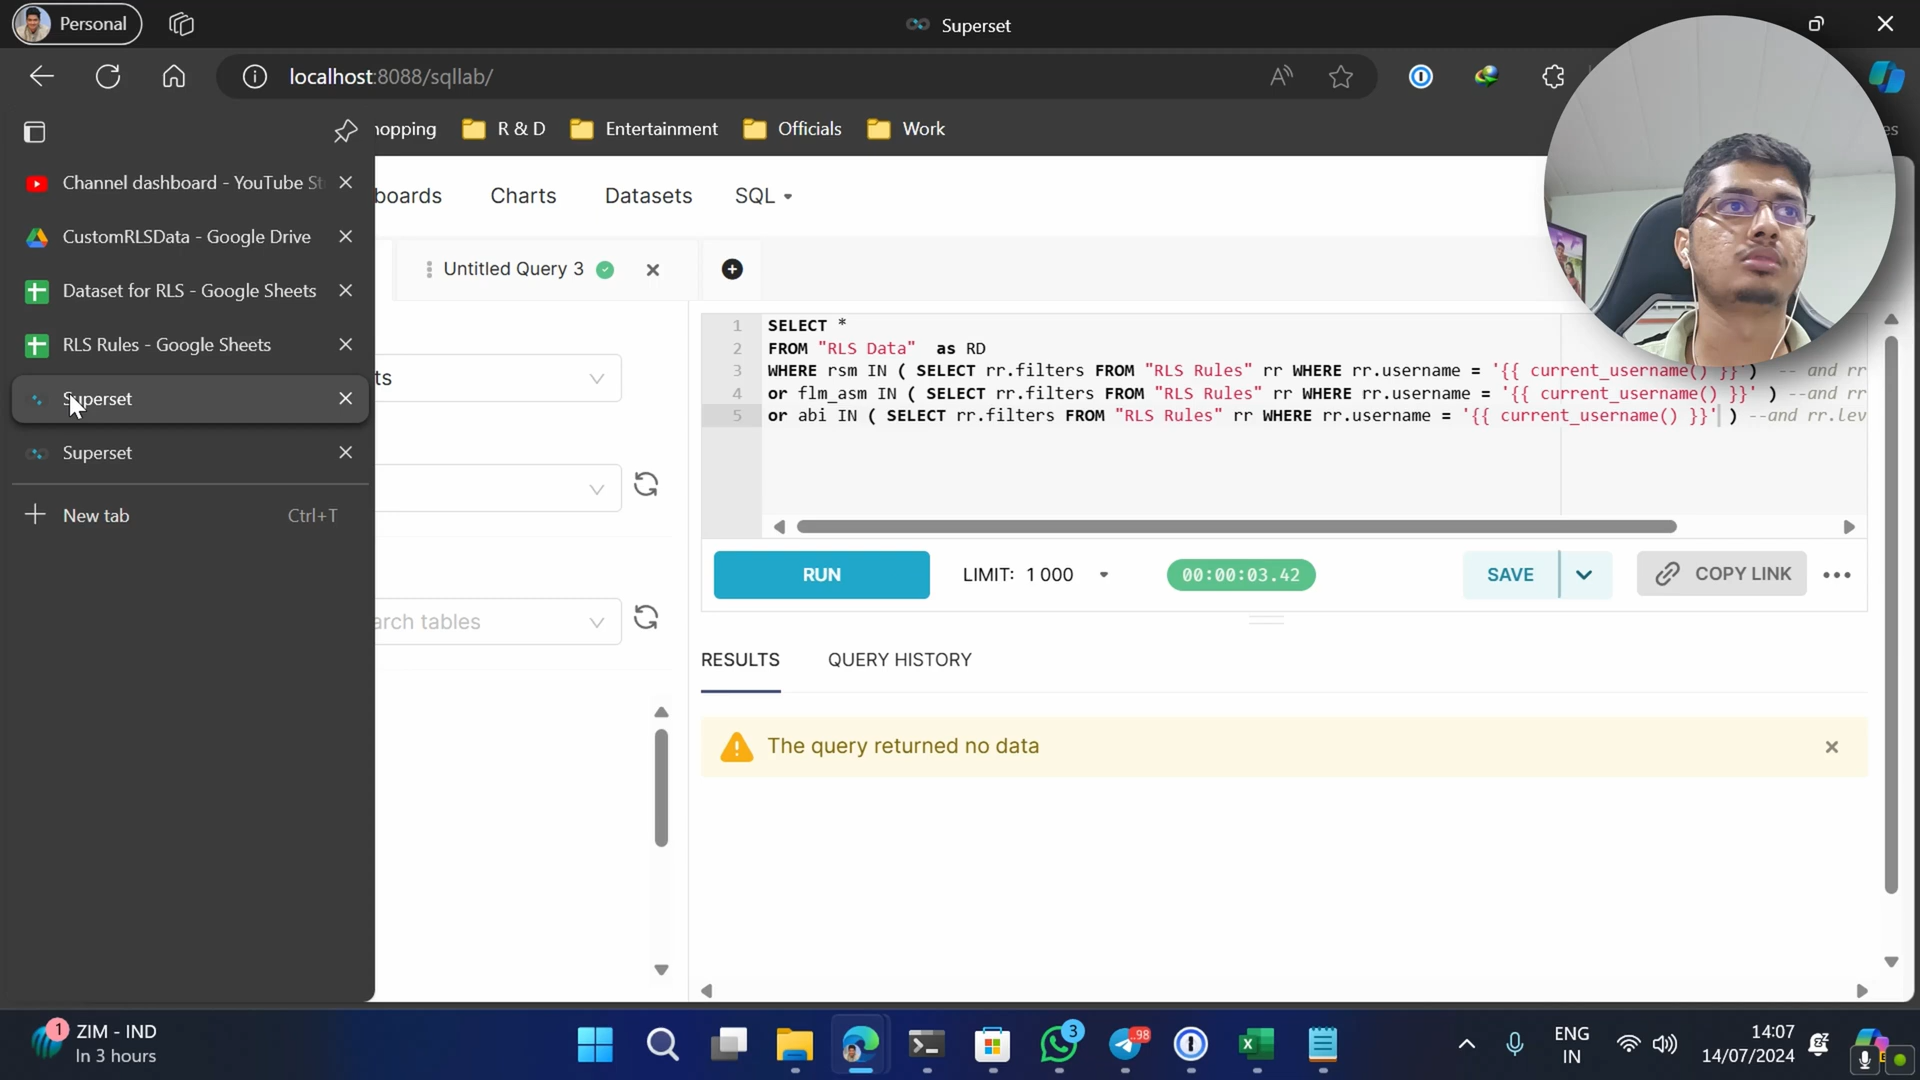 Personal
Superset
localhost:8088/sqllab/
hopping
R & D
Entertainment
Officials
Work
es
Channel dashboard - YouTube St
CustomRLSData - Google Drive
Dataset for RLS - Google Sheets
RLS Rules - Google Sheets
Superset
Superset
New tab
Ctrl+T
boards
Charts
Datasets
SQL
Untitled Query 3
ts
arch tables
1 SELECT *
2 FROM "RLS Data" as RD
3 WHERE rsm IN ( SELECT rr.filters FROM "RLS Rules" rr WHERE rr.username = '{{ current_username() }}') -- and rr
4 or flm_asm IN ( SELECT rr.filters FROM "RLS Rules" rr WHERE rr.username = '{{ current_username() }}' ) --and rr
5 or abi IN ( SELECT rr.filters FROM "RLS Rules" rr WHERE rr.username = '{{ current_username() }}' ) --and rr.lev
RUN
LIMIT: 1 000
00:00:03.42
SAVE
COPY LINK
RESULTS
QUERY HISTORY
The query returned no data
1
ZIM - IND
In 3 hours
3
98
ENG
IN
14:07
14/07/2024